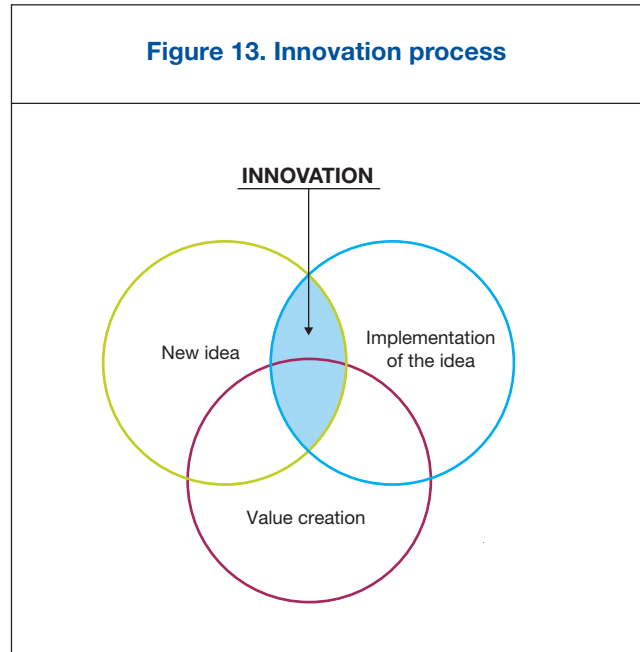 Figure 13. Innovation process
INNOVATION
New idea
Implementation
of the idea
Value creation